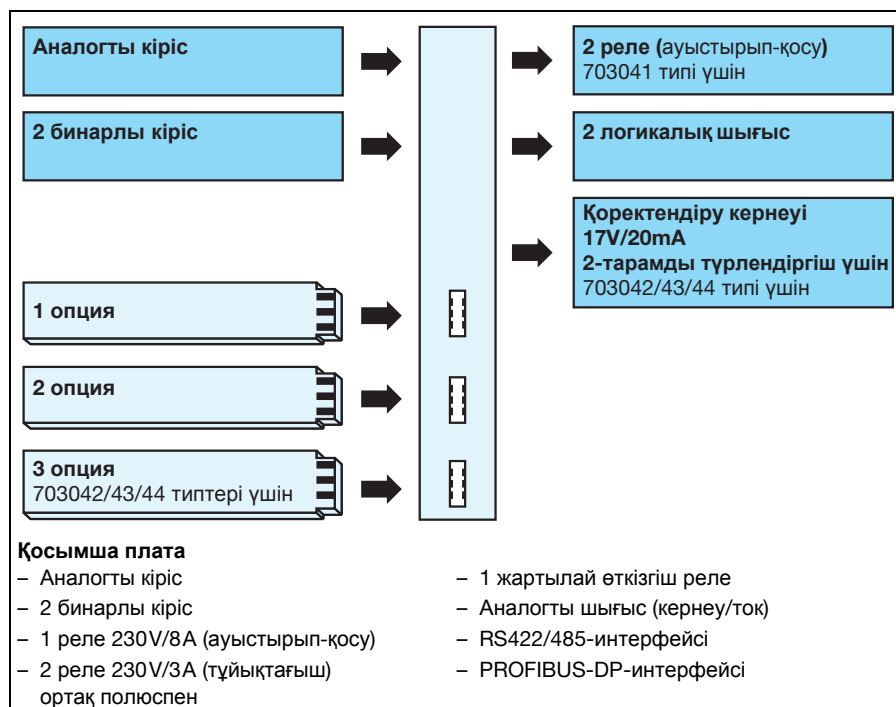 Аналогты кіріс
2 бинарлы кіріс
1 опция
2 опция
3 опция
703042/43/44 типтері үшін
2 реле (ауыстырып-қосу)
703041 типі үшін
2 логикалық шығыс
Қоректендіру кернеуі
17V/20mA
2-тарамды түрлендіргіш үшін
703042/43/44 типі үшін
Қосымша плата
– Аналогты кіріс
– 2 бинарлы кіріс
– 1 реле 230V/8A (ауыстырып-қосу)
– 2 реле 230V/3A (тұйықтағыш)
ортақ полюспен
– 1 жартылай өткізгіш реле
– Аналогты шығыс (кернеу/ток)
– RS422/485-интерфейсі
– PROFIBUS-DP-интерфейсі